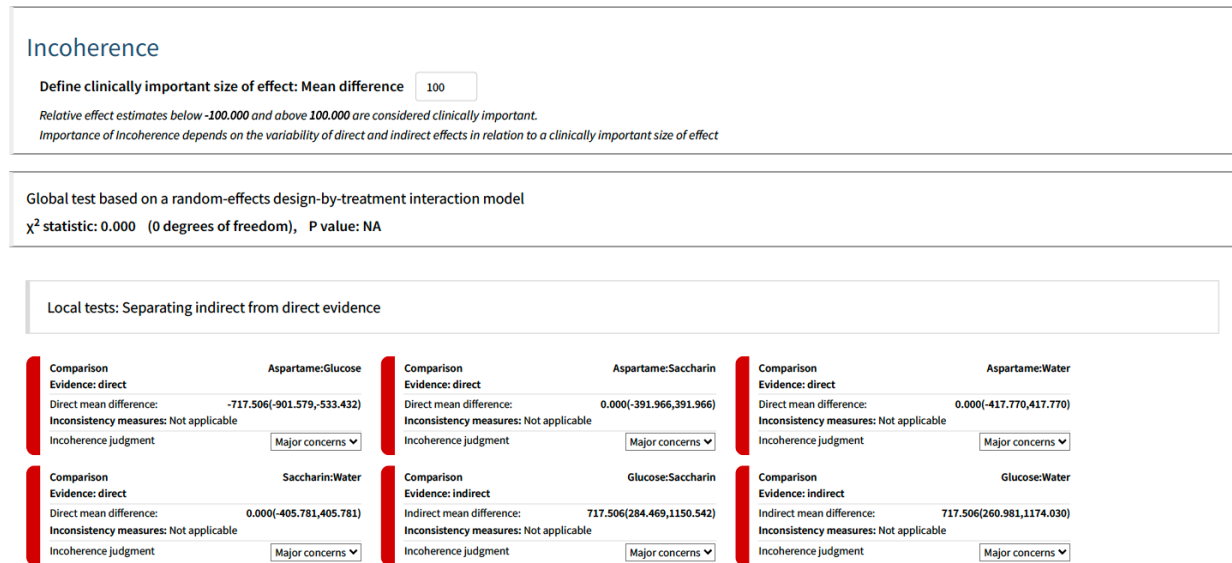 Incoherence
Define clinically important size of effect: Mean difference 100
Relative effect estimates below -100.000 and above 100.000 are considered clinically important.
Importance of Incoherence depends on the variability of direct and indirect effects in relation to a clinically important size of effect
Global test based on a random-effects design-by-treatment interaction model
χ² statistic: 0.000 (0 degrees of freedom), P value: NA
Local tests: Separating indirect from direct evidence
Comparison Aspartame:Glucose
Evidence: direct
Direct mean difference: -717.506(-901.579,-533.432)
Inconsistency measures: Not applicable
Incoherence judgment Major concerns
Comparison Aspartame:Saccharin
Evidence: direct
Direct mean difference: 0.000(-391.966,391.966)
Inconsistency measures: Not applicable
Incoherence judgment Major concerns
Comparison Aspartame:Water
Evidence: direct
Direct mean difference: 0.000(-417.770,417.770)
Inconsistency measures: Not applicable
Incoherence judgment Major concerns
Comparison Saccharin:Water
Evidence: direct
Direct mean difference: 0.000(-405.781,405.781)
Inconsistency measures: Not applicable
Incoherence judgment Major concerns
Comparison Glucose:Saccharin
Evidence: indirect
Indirect mean difference: 717.506(284.469,1150.542)
Inconsistency measures: Not applicable
Incoherence judgment Major concerns
Comparison Glucose:Water
Evidence: indirect
Indirect mean difference: 717.506(260.981,1174.030)
Inconsistency measures: Not applicable
Incoherence judgment Major concerns